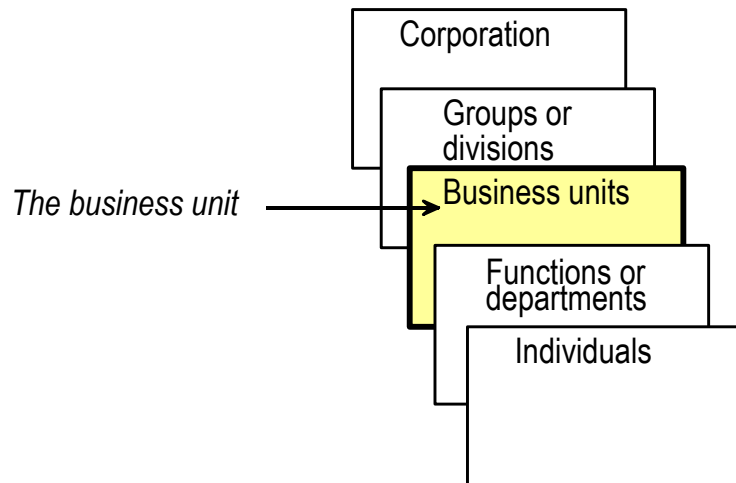 Corporation
Groups or
divisions
The business unit
Business units
Functions or
departments
Individuals